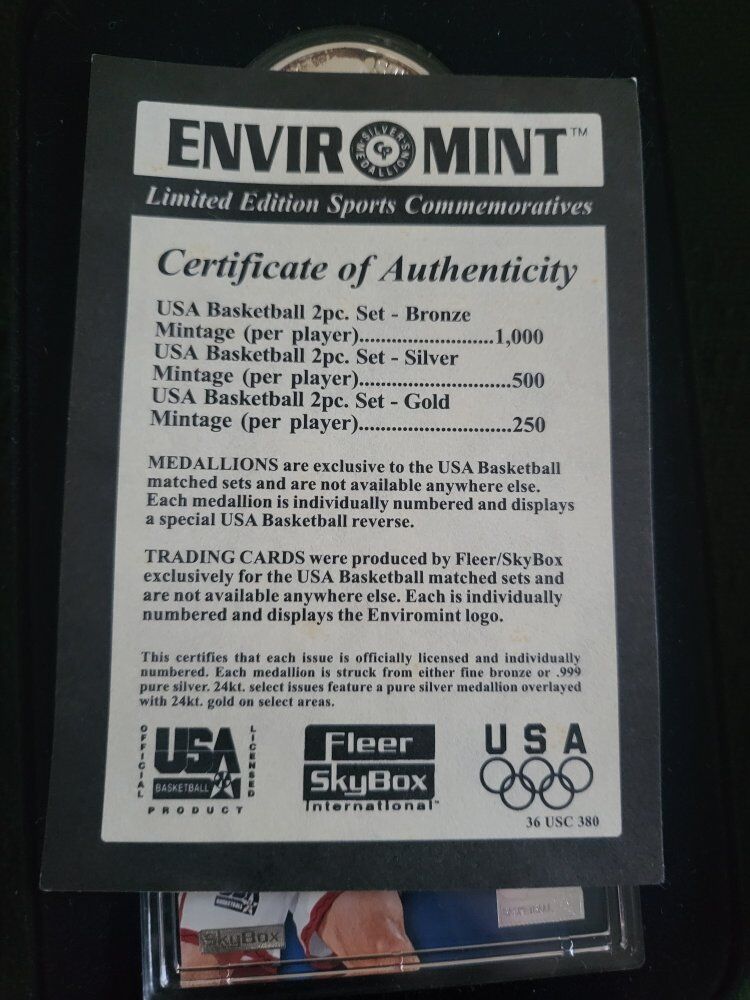 ENVIROMINT™
SILVER MEDALLIONS
Limited Edition Sports Commemoratives
Certificate of Authenticity
USA Basketball 2pc. Set - Bronze
Mintage (per player)........................1,000
USA Basketball 2pc. Set - Silver
Mintage (per player)...........................500
USA Basketball 2pc. Set - Gold
Mintage (per player)...........................250
MEDALLIONS are exclusive to the USA Basketball
matched sets and are not available anywhere else.
Each medallion is individually numbered and displays
a special USA Basketball reverse.
TRADING CARDS were produced by Fleer/SkyBox
exclusively for the USA Basketball matched sets and
are not available anywhere else. Each is individually
numbered and displays the Enviromint logo.
This certifies that each issue is officially licensed and individually
numbered. Each medallion is struck from either fine bronze or .999
pure silver. 24kt. select issues feature a pure silver medallion overlayed
with 24kt. gold on select areas.
OFFICIAL
USA
BASKETBALL
LICENSED
PRODUCT
Fleer
SkyBox
International™
USA
36 USC 380
SkyBox